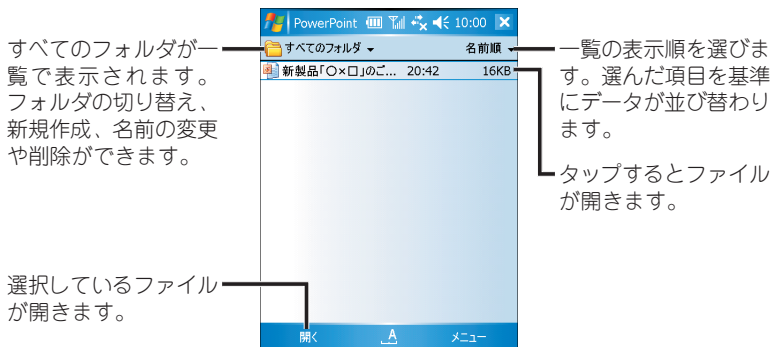 PowerPoint 10:00
すべてのフォルダ 名前順
新製品「○×□」のご... 20:42 16KB
開く A メニュー
すべてのフォルダが一
覧で表示されます。
フォルダの切り替え、
新規作成、名前の変更
や削除ができます。
選択しているファイル
が開きます。
一覧の表示順を選びま
す。選んだ項目を基準
にデータが並び替わり
ます。
タップするとファイル
が開きます。